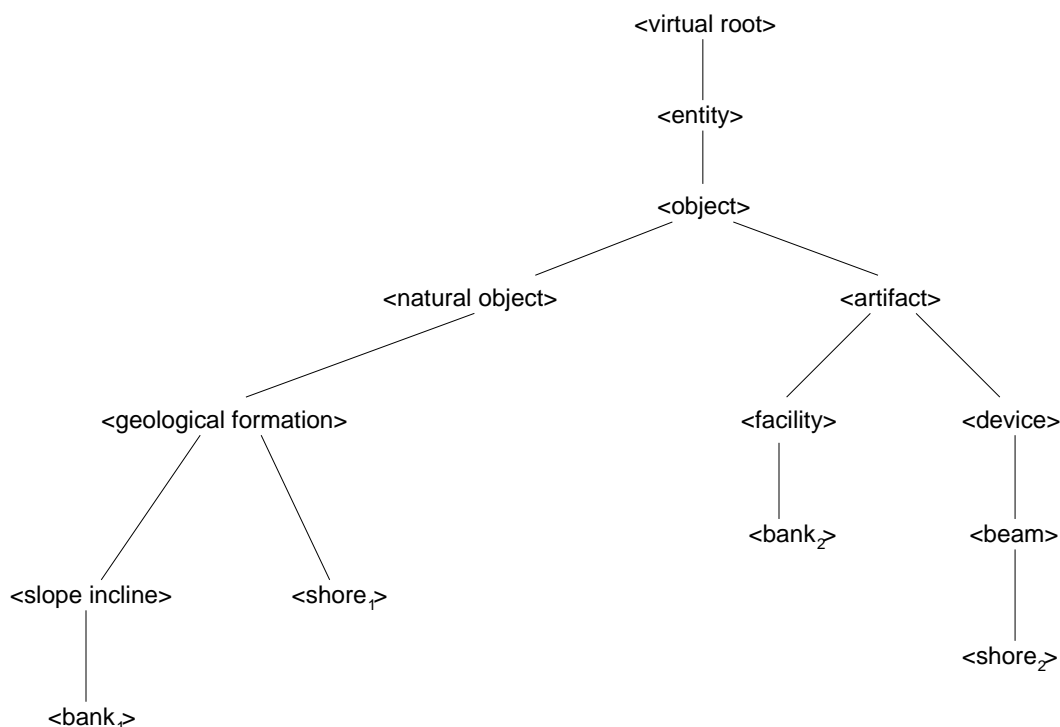 <virtual root>
<entity>
<object>
<natural object> <artifact>
<geological formation> <facility> <device>
<bank2> <beam>
<slope incline> <shore1>
<shore2>
<bank1>